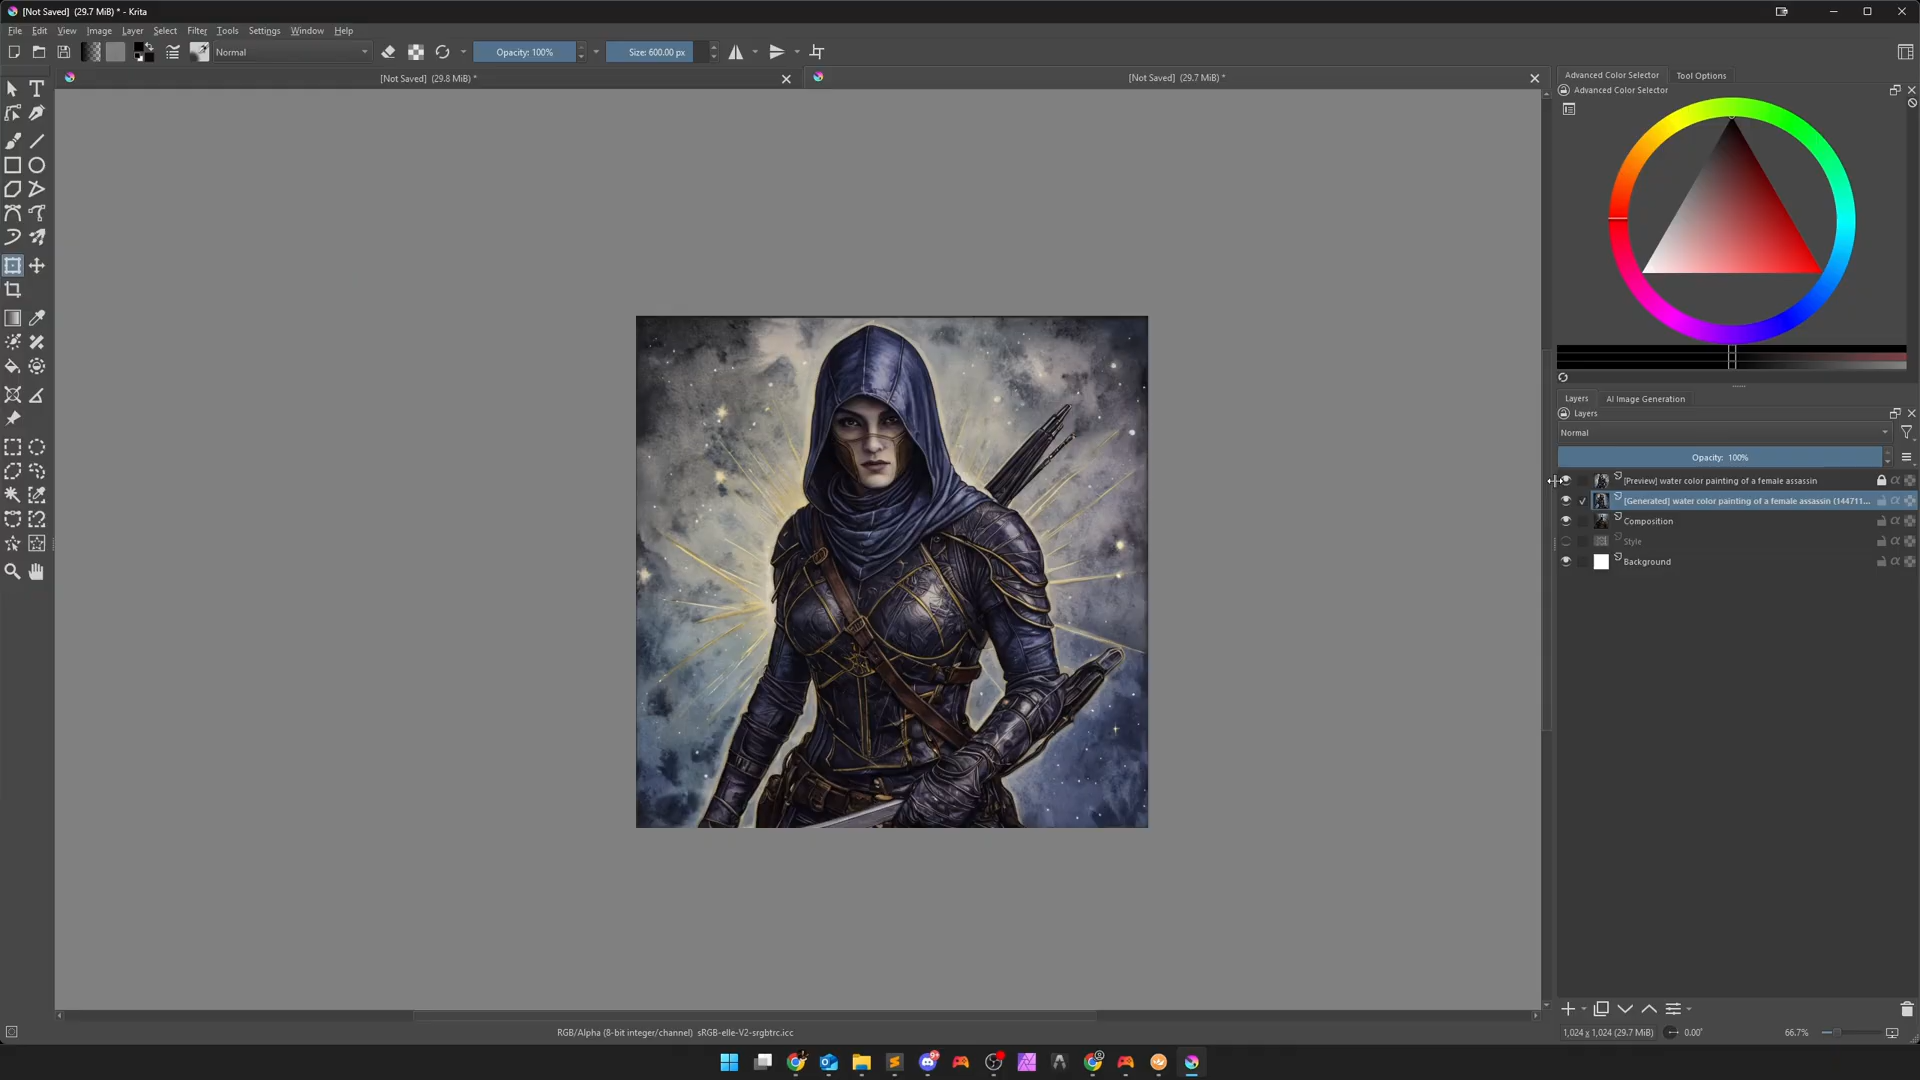 [Not Saved] (29.7 MiB) * - Krita
File Edit View Image Layer Select Filter Tools Settings Window Help
Normal
Opacity: 100%
Size: 600.00 px
[Not Saved] (29.8 MiB) *
[Not Saved] (29.7 MiB) *
Advanced Color Selector
Tool Options
Advanced Color Selector
Layers
AI Image Generation
Layers
Normal
Opacity: 100%
[Preview] water color painting of a female assassin
[Generated] water color painting of a female assassin (144711...
Composition
Style
Background
RGB/Alpha (8-bit integer/channel) sRGB-elle-V2-srgbtrc.icc
1,024 x 1,024 (29.7 MiB)
0.00°
66.7%